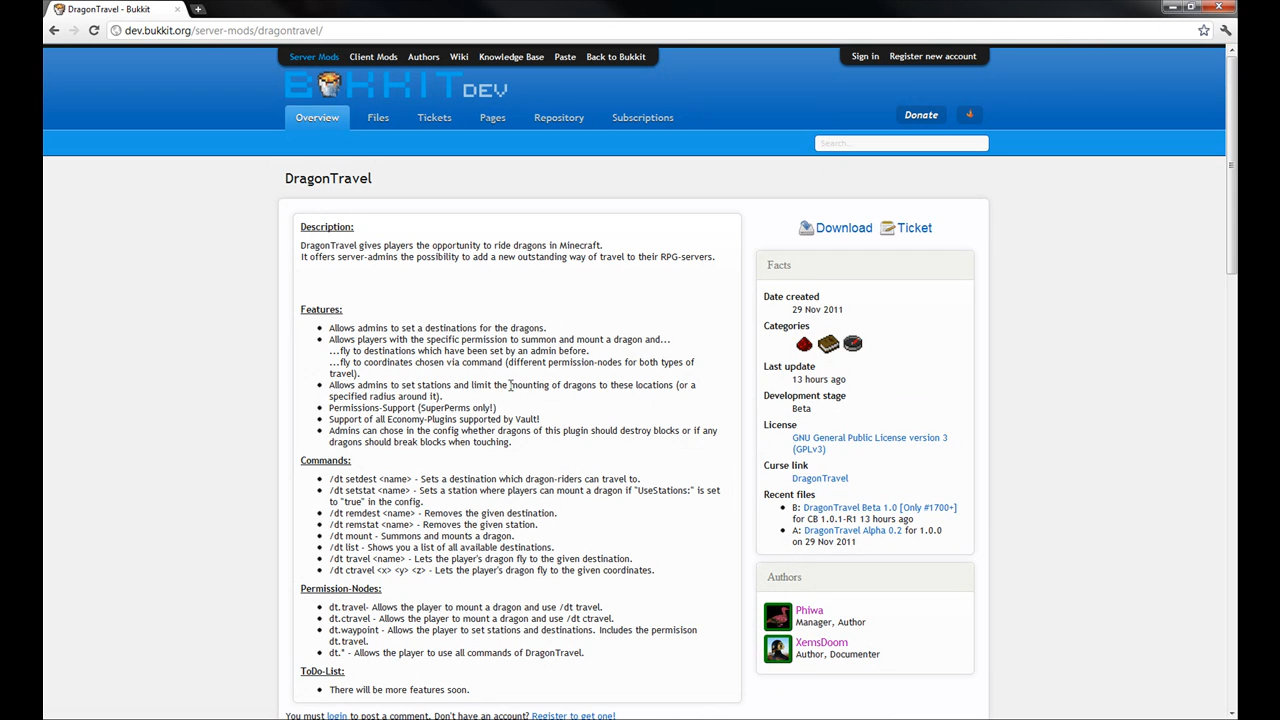 DragonTravel - Bukkit
dev.bukkit.org/server-mods/dragontravel/
Server Mods Client Mods Authors Wiki Knowledge Base Paste Back to Bukkit Sign in Register new account
BUKKIT DEV
Overview Files Tickets Pages Repository Subscriptions Donate
Search...
DragonTravel
Description:
DragonTravel gives players the opportunity to ride dragons in Minecraft.
It offers server-admins the possibility to add a new outstanding way of travel to their RPG-servers.
Features:
Allows admins to set a destinations for the dragons.
Allows players with the specific permission to summon and mount a dragon and...
...fly to destinations which have been set by an admin before.
...fly to coordinates chosen via command (different permission-nodes for both types of
travel).
Allows admins to set stations and limit the mounting of dragons to these locations (or a
specified radius around it).
Permissions-Support (SuperPerms only!)
Support of all Economy-Plugins supported by Vault!
Admins can chose in the config whether dragons of this plugin should destroy blocks or if any
dragons should break blocks when touching.
Commands:
/dt setdest <name> - Sets a destination which dragon-riders can travel to.
/dt setstat <name> - Sets a station where players can mount a dragon if "UseStations:" is set
to "true" in the config.
/dt remdest <name> - Removes the given destination.
/dt remstat <name> - Removes the given station.
/dt mount - Summons and mounts a dragon.
/dt list - Shows you a list of all available destinations.
/dt travel <name> - Lets the player's dragon fly to the given destination.
/dt ctravel <x> <y> <z> - Lets the player's dragon fly to the given coordinates.
Permission-Nodes:
dt.travel- Allows the player to mount a dragon and use /dt travel.
dt.ctravel - Allows the player to mount a dragon and use /dt ctravel.
dt.waypoint - Allows the player to set stations and destinations. Includes the permisison
dt.travel.
dt.* - Allows the player to use all commands of DragonTravel.
ToDo-List:
There will be more features soon.
You must login to post a comment. Don't have an account? Register to get one!
Download Ticket
Facts
Date created
29 Nov 2011
Categories
Last update
13 hours ago
Development stage
Beta
License
GNU General Public License version 3
(GPLv3)
Curse link
DragonTravel
Recent files
B: DragonTravel Beta 1.0 [Only #1700+]
for CB 1.0.1-R1 13 hours ago
A: DragonTravel Alpha 0.2 for 1.0.0
on 29 Nov 2011
Authors
Phiwa
Manager, Author
XemsDoom
Author, Documenter